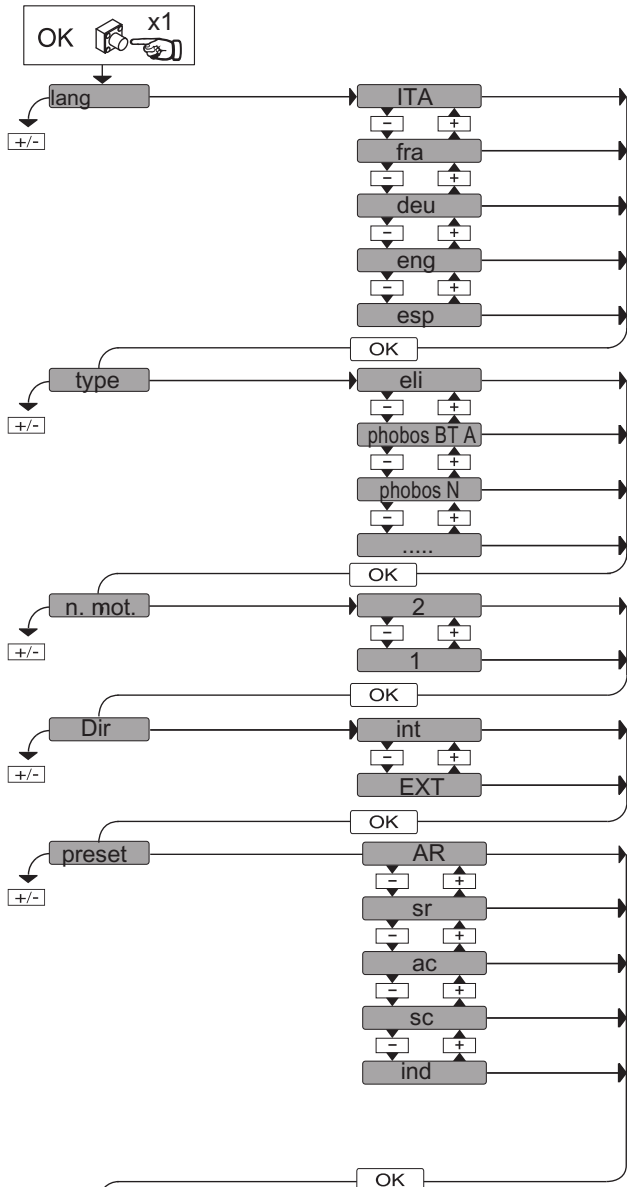 OK x1
lang ITA
+/- - +
fra
- +
deu
- +
eng
- +
esp
OK
type eli
+/- - +
phobos BT A
- +
phobos N
- +
.....
OK
n. mot. 2
+/- - +
1
OK
Dir int
+/- - +
EXT
OK
preset AR
+/- - +
sr
- +
ac
- +
sc
- +
ind
OK